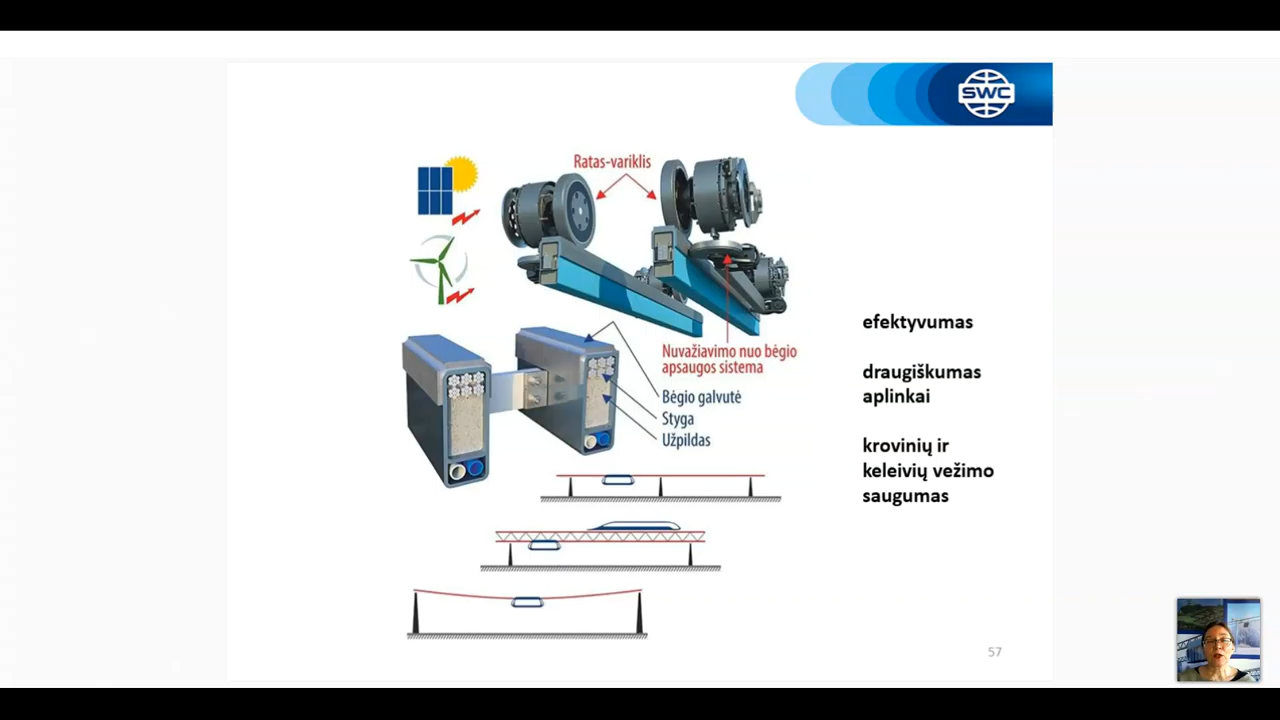 SWC
Ratas-variklis
Nuvažiavimo nuo bėgio
apsaugos sistema
Bėgio galvutė
Styga
Užpildas
efektyvumas
draugiškumas
aplinkai
krovinių ir
keleivių vežimo
saugumas
57